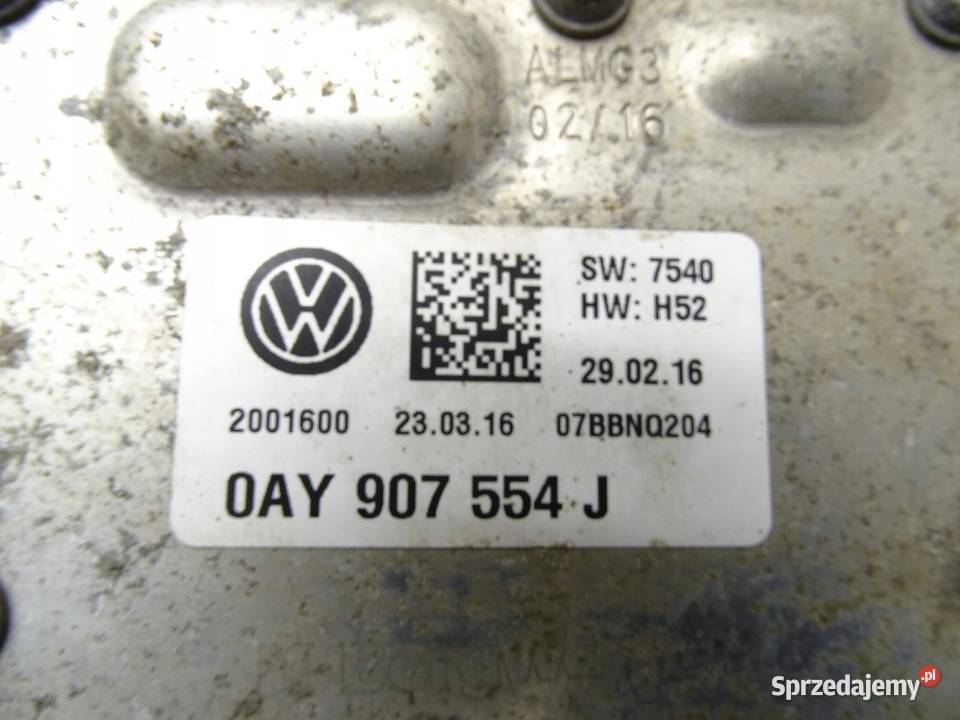 ALMG3
02/16
SW: 7540
HW: H52
29.02.16
2001600 23.03.16 07BBNQ204
0AY 907 554 J
Sprzedajemy.pl